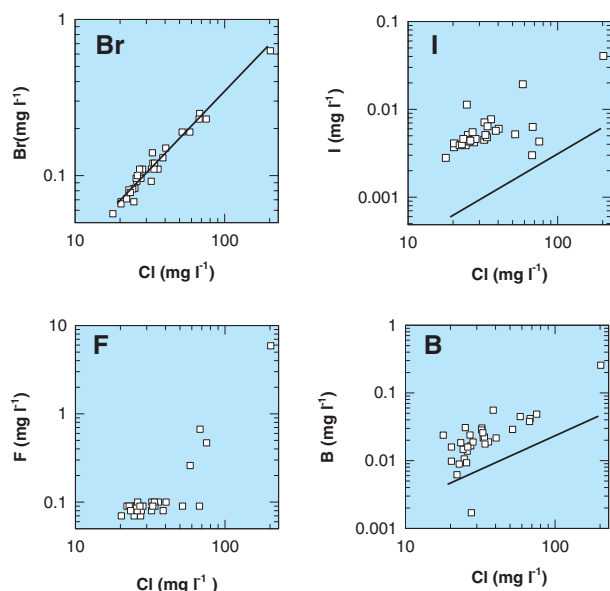 Br
1
0.1
Br(mg l⁻¹)
10 100
Cl (mg l⁻¹)
I
0.1
0.01
0.001
0.0001
I (mg l⁻¹)
10 100
Cl (mg l⁻¹)
F
10
1
0.1
F (mg l⁻¹)
10 100
Cl (mg l⁻¹)
B
1
0.1
0.01
0.001
B (mg l⁻¹)
10 100
Cl (mg l⁻¹)